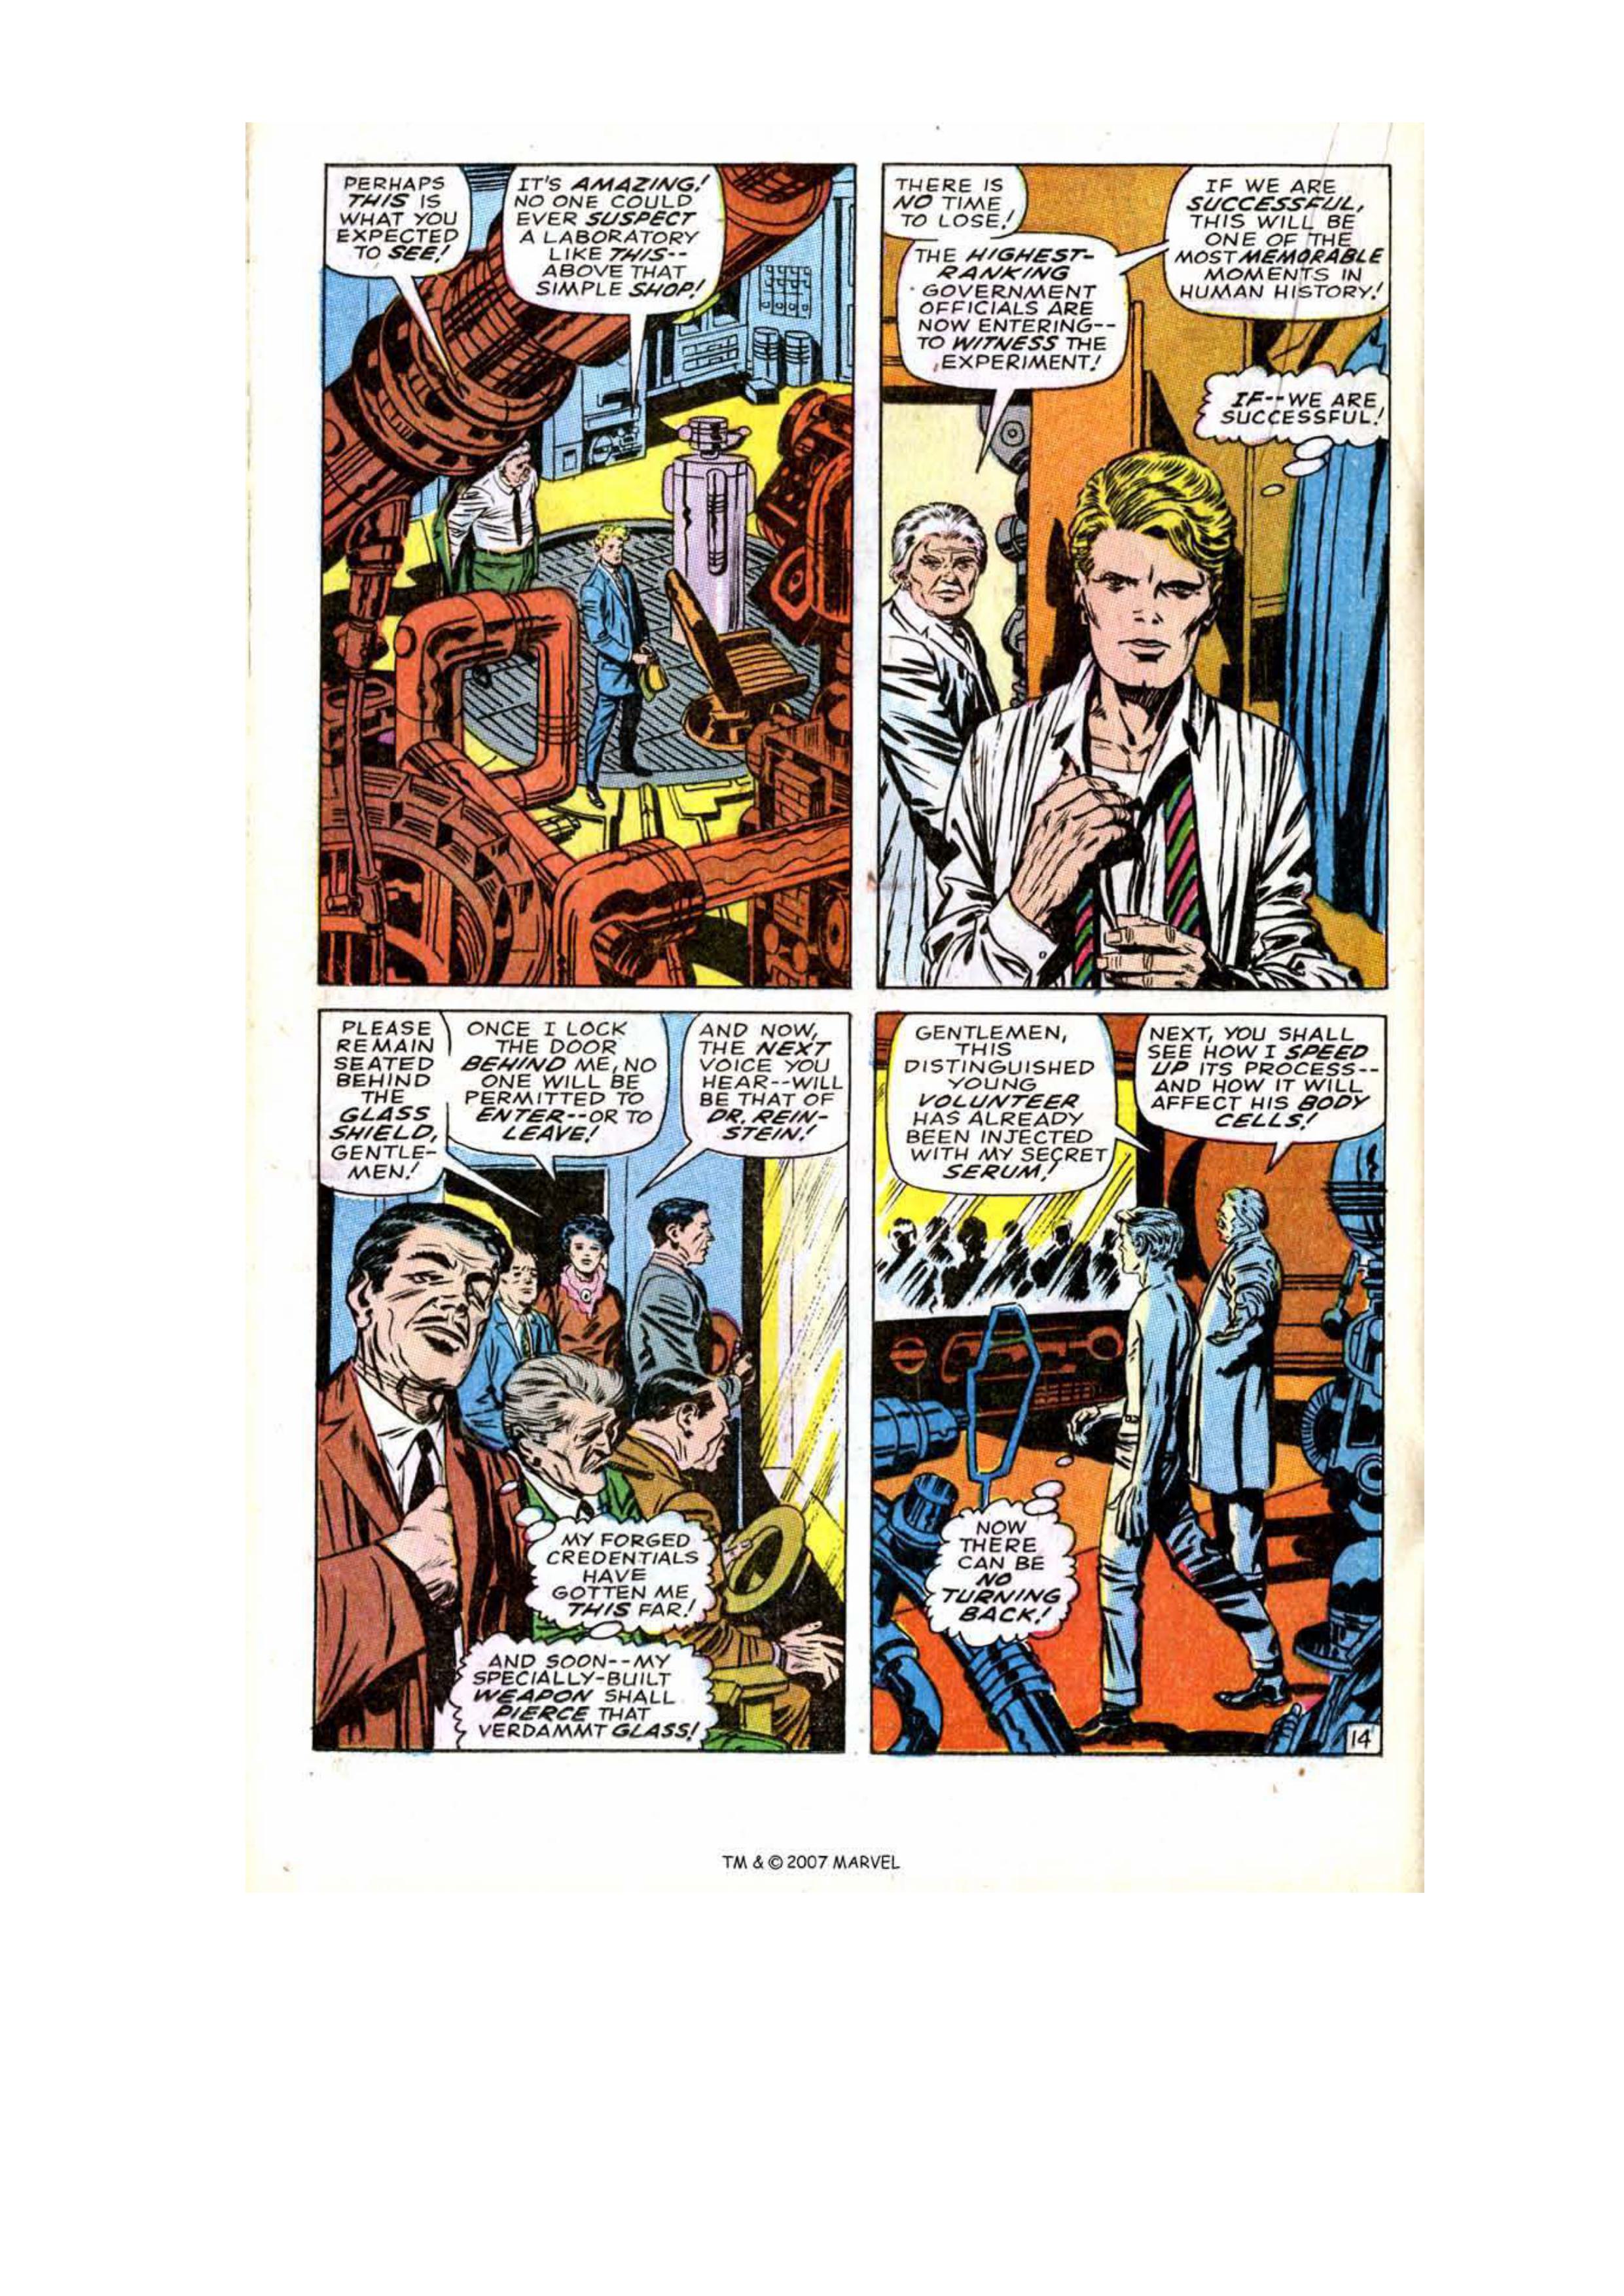 PERHAPS
THIS IS
WHAT YOU
EXPECTED
TO SEE!
IT'S AMAZING!
NO ONE COULD
EVER SUSPECT
A LABORATORY
LIKE THIS--
ABOVE THAT
SIMPLE SHOP!
THERE IS
NO TIME
TO LOSE!
THE HIGHEST-
RANKING
GOVERNMENT
OFFICIALS ARE
NOW ENTERING--
TO WITNESS THE
EXPERIMENT!
IF WE ARE
SUCCESSFUL,
THIS WILL BE
ONE OF THE
MOST MEMORABLE
MOMENTS IN
HUMAN HISTORY!
IF--WE ARE
SUCCESSFUL!
PLEASE
REMAIN
SEATED
BEHIND
THE
GLASS
SHIELD,
GENTLE-
MEN!
ONCE I LOCK
THE DOOR
BEHIND ME, NO
ONE WILL BE
PERMITTED TO
ENTER--OR TO
LEAVE!
AND NOW,
THE NEXT
VOICE YOU
HEAR--WILL
BE THAT OF
DR. REIN-
STEIN!
MY FORGED
CREDENTIALS
HAVE
GOTTEN ME
THIS FAR!
AND SOON--MY
SPECIALLY-BUILT
WEAPON SHALL
PIERCE THAT
VERDAMMT GLASS!
GENTLEMEN,
THIS
DISTINGUISHED
YOUNG
VOLUNTEER
HAS ALREADY
BEEN INJECTED
WITH MY SECRET
SERUM!
NEXT, YOU SHALL
SEE HOW I SPEED
UP ITS PROCESS--
AND HOW IT WILL
AFFECT HIS BODY
CELLS!
NOW
THERE
CAN BE
NO
TURNING
BACK!
14
TM & © 2007 MARVEL